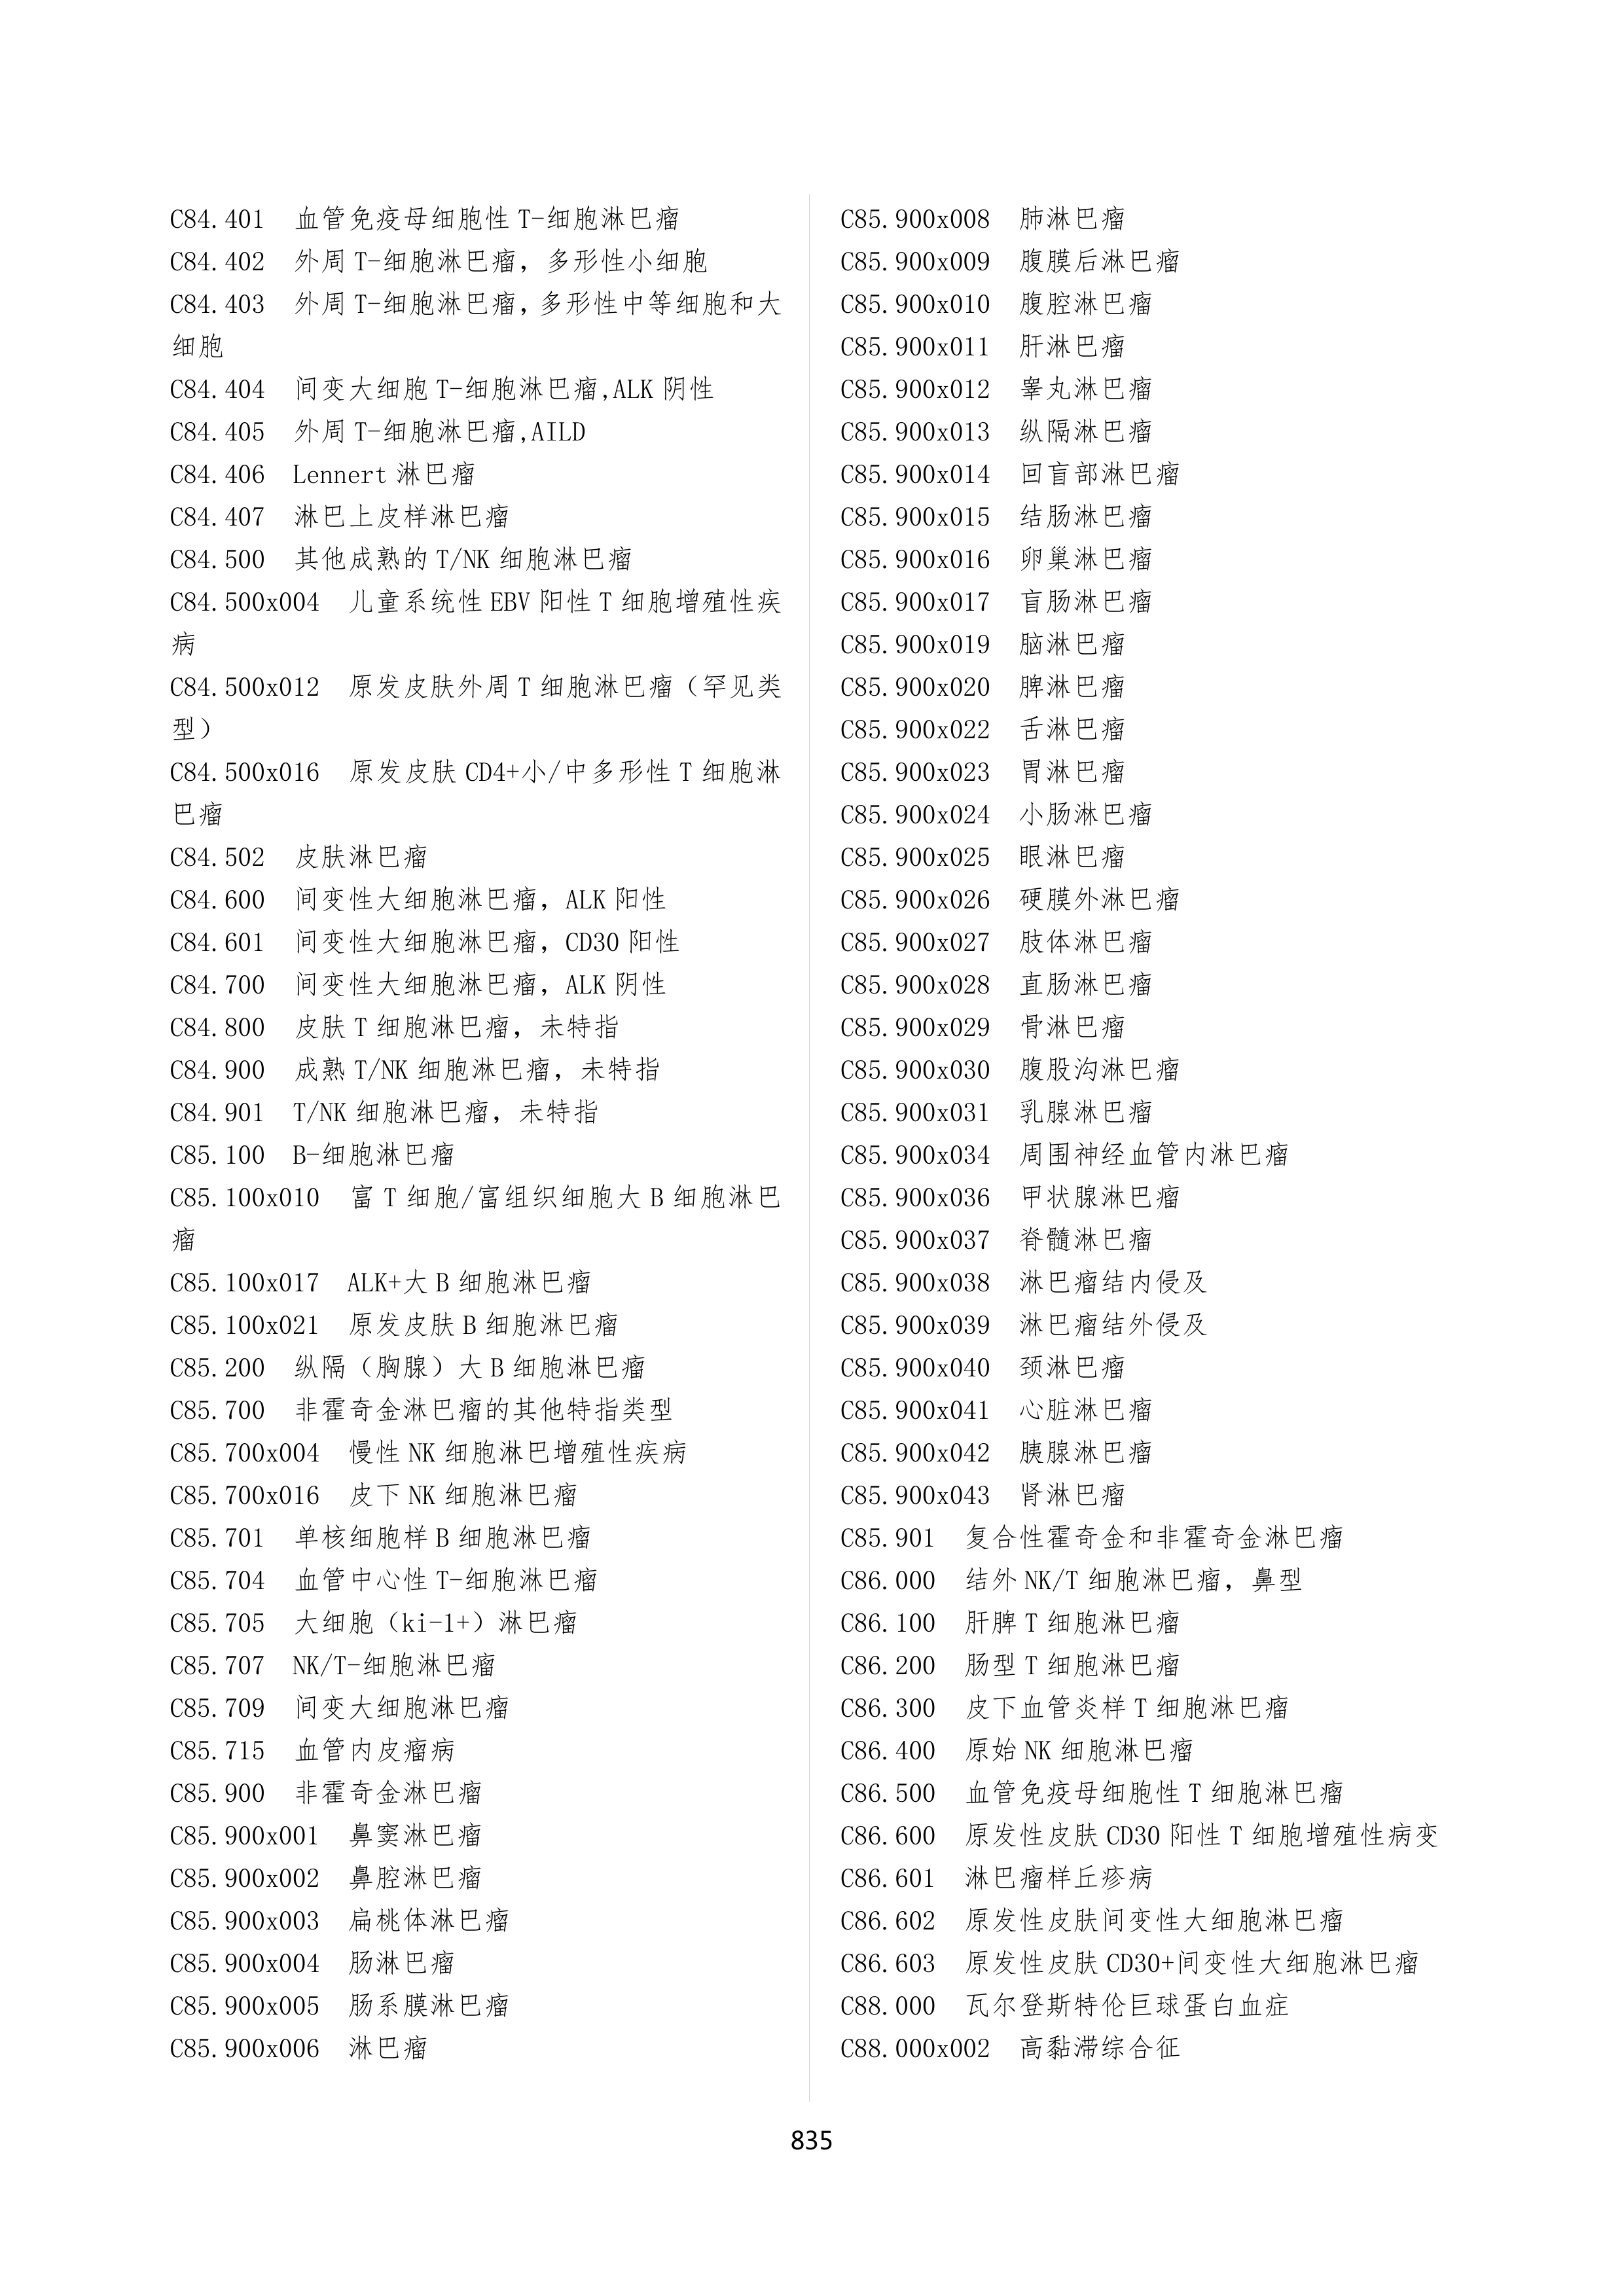 C84.401 血管免疫母细胞性 T-细胞淋巴瘤
C84.402 外周 T-细胞淋巴瘤，多形性小细胞
C84.403 外周 T-细胞淋巴瘤,多形性中等细胞和大
细胞
C84.404 间变大细胞 T-细胞淋巴瘤,ALK 阴性
C84.405 外周 T-细胞淋巴瘤,AILD
C84.406 Lennert 淋巴瘤
C84.407 淋巴上皮样淋巴瘤
C84.500 其他成熟的 T/NK 细胞淋巴瘤
C84.500x004 儿童系统性 EBV 阳性 T 细胞增殖性疾
病
C84.500x012 原发皮肤外周 T 细胞淋巴瘤（罕见类
型）
C84.500x016 原发皮肤 CD4+小/中多形性 T 细胞淋
巴瘤
C84.502 皮肤淋巴瘤
C84.600 间变性大细胞淋巴瘤，ALK 阳性
C84.601 间变性大细胞淋巴瘤，CD30 阳性
C84.700 间变性大细胞淋巴瘤，ALK 阴性
C84.800 皮肤 T 细胞淋巴瘤，未特指
C84.900 成熟 T/NK 细胞淋巴瘤，未特指
C84.901 T/NK 细胞淋巴瘤，未特指
C85.100 B-细胞淋巴瘤
C85.100x010 富 T 细胞/富组织细胞大 B 细胞淋巴
瘤
C85.100x017 ALK+大 B 细胞淋巴瘤
C85.100x021 原发皮肤 B 细胞淋巴瘤
C85.200 纵隔（胸腺）大 B 细胞淋巴瘤
C85.700 非霍奇金淋巴瘤的其他特指类型
C85.700x004 慢性 NK 细胞淋巴增殖性疾病
C85.700x016 皮下 NK 细胞淋巴瘤
C85.701 单核细胞样 B 细胞淋巴瘤
C85.704 血管中心性 T-细胞淋巴瘤
C85.705 大细胞（ki-1+）淋巴瘤
C85.707 NK/T-细胞淋巴瘤
C85.709 间变大细胞淋巴瘤
C85.715 血管内皮瘤病
C85.900 非霍奇金淋巴瘤
C85.900x001 鼻窦淋巴瘤
C85.900x002 鼻腔淋巴瘤
C85.900x003 扁桃体淋巴瘤
C85.900x004 肠淋巴瘤
C85.900x005 肠系膜淋巴瘤
C85.900x006 淋巴瘤
C85.900x008 肺淋巴瘤
C85.900x009 腹膜后淋巴瘤
C85.900x010 腹腔淋巴瘤
C85.900x011 肝淋巴瘤
C85.900x012 睾丸淋巴瘤
C85.900x013 纵隔淋巴瘤
C85.900x014 回盲部淋巴瘤
C85.900x015 结肠淋巴瘤
C85.900x016 卵巢淋巴瘤
C85.900x017 盲肠淋巴瘤
C85.900x019 脑淋巴瘤
C85.900x020 脾淋巴瘤
C85.900x022 舌淋巴瘤
C85.900x023 胃淋巴瘤
C85.900x024 小肠淋巴瘤
C85.900x025 眼淋巴瘤
C85.900x026 硬膜外淋巴瘤
C85.900x027 肢体淋巴瘤
C85.900x028 直肠淋巴瘤
C85.900x029 骨淋巴瘤
C85.900x030 腹股沟淋巴瘤
C85.900x031 乳腺淋巴瘤
C85.900x034 周围神经血管内淋巴瘤
C85.900x036 甲状腺淋巴瘤
C85.900x037 脊髓淋巴瘤
C85.900x038 淋巴瘤结内侵及
C85.900x039 淋巴瘤结外侵及
C85.900x040 颈淋巴瘤
C85.900x041 心脏淋巴瘤
C85.900x042 胰腺淋巴瘤
C85.900x043 肾淋巴瘤
C85.901 复合性霍奇金和非霍奇金淋巴瘤
C86.000 结外 NK/T 细胞淋巴瘤，鼻型
C86.100 肝脾 T 细胞淋巴瘤
C86.200 肠型 T 细胞淋巴瘤
C86.300 皮下血管炎样 T 细胞淋巴瘤
C86.400 原始 NK 细胞淋巴瘤
C86.500 血管免疫母细胞性 T 细胞淋巴瘤
C86.600 原发性皮肤 CD30 阳性 T 细胞增殖性病变
C86.601 淋巴瘤样丘疹病
C86.602 原发性皮肤间变性大细胞淋巴瘤
C86.603 原发性皮肤 CD30+间变性大细胞淋巴瘤
C88.000 瓦尔登斯特伦巨球蛋白血症
C88.000x002 高黏滞综合征
835